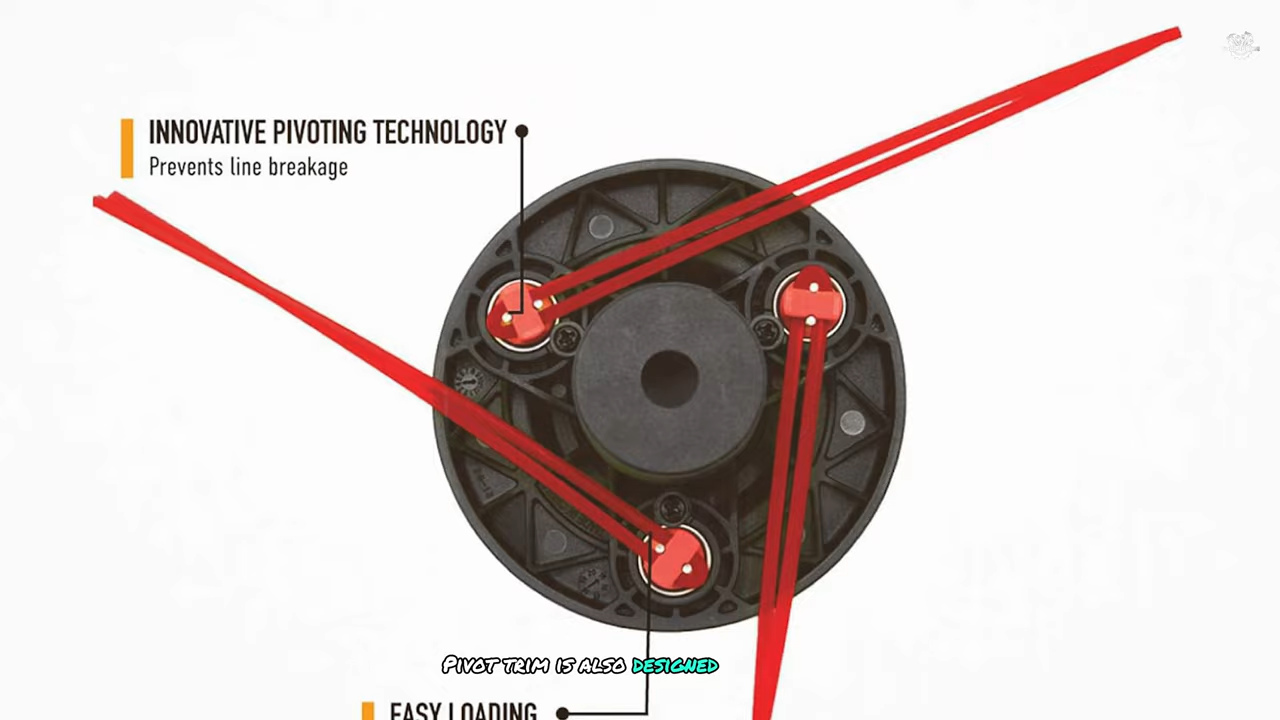 INNOVATIVE PIVOTING TECHNOLOGY
Prevents line breakage
PIVOT TRIM IS ALSO DESIGNED
EASY LOADING